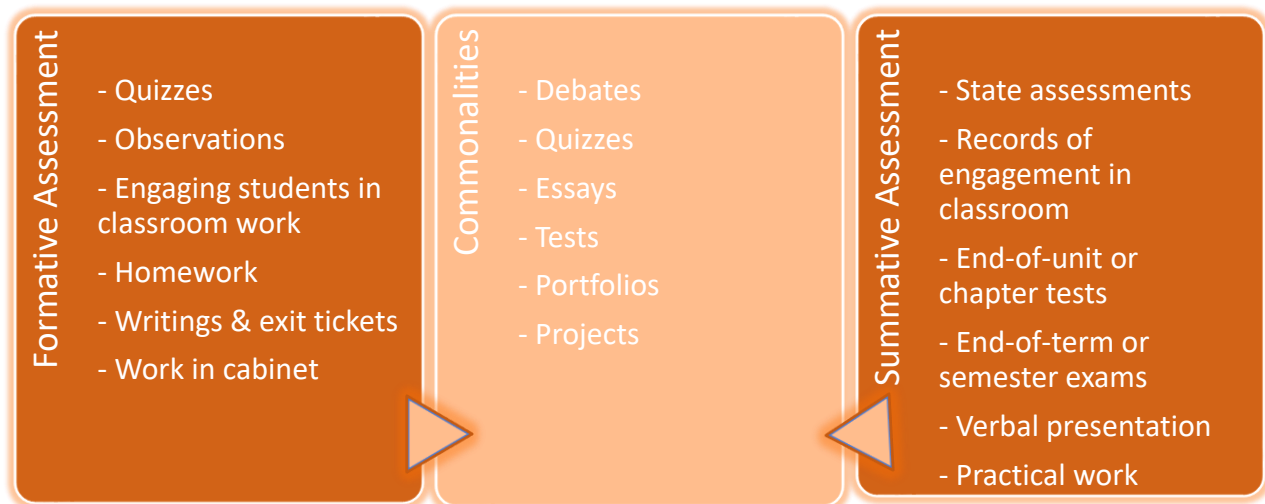 Formative Assessment
- Quizzes
- Observations
- Engaging students in
classroom work
- Homework
- Writings & exit tickets
- Work in cabinet
Commonalities
- Debates
- Quizzes
- Essays
- Tests
- Portfolios
- Projects
Summative Assessment
- State assessments
- Records of
engagement in
classroom
- End-of-unit or
chapter tests
- End-of-term or
semester exams
- Verbal presentation
- Practical work